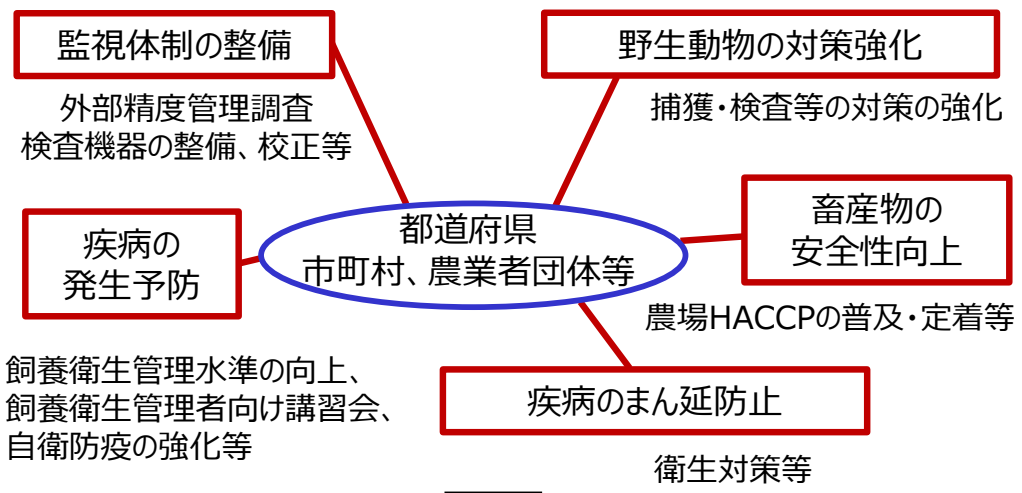 監視体制の整備
外部精度管理調査
検査機器の整備、校正等
野生動物の対策強化
捕獲・検査等の対策の強化
疾病の
発生予防
都道府県
市町村、農業者団体等
畜産物の
安全性向上
農場HACCPの普及・定着等
飼養衛生管理水準の向上、
飼養衛生管理者向け講習会、
自衛防疫の強化等
疾病のまん延防止
衛生対策等